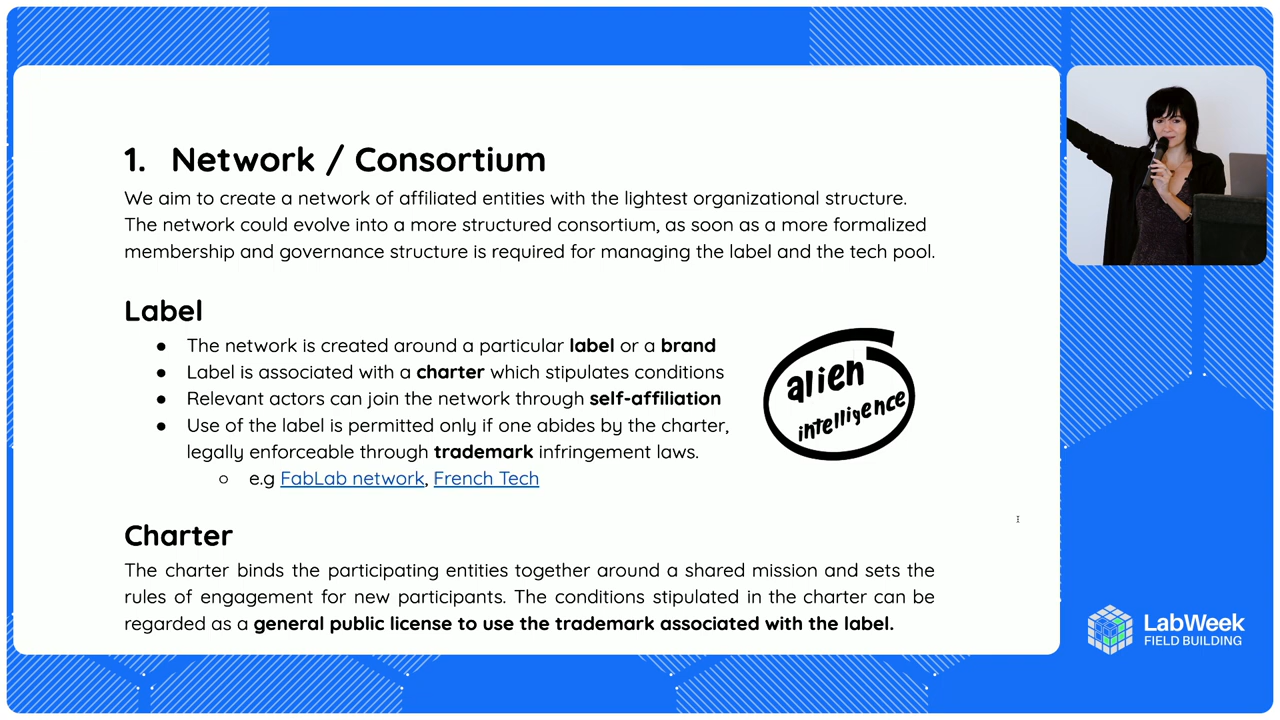 1. Network / Consortium
We aim to create a network of affiliated entities with the lightest organizational structure.
The network could evolve into a more structured consortium, as soon as a more formalized
membership and governance structure is required for managing the label and the tech pool.
Label
● The network is created around a particular label or a brand
● Label is associated with a charter which stipulates conditions
● Relevant actors can join the network through self-affiliation
● Use of the label is permitted only if one abides by the charter,
legally enforceable through trademark infringement laws.
○ e.g FabLab network, French Tech
alien
intelligence
Charter
The charter binds the participating entities together around a shared mission and sets the
rules of engagement for new participants. The conditions stipulated in the charter can be
regarded as a general public license to use the trademark associated with the label.
LabWeek
FIELD BUILDING